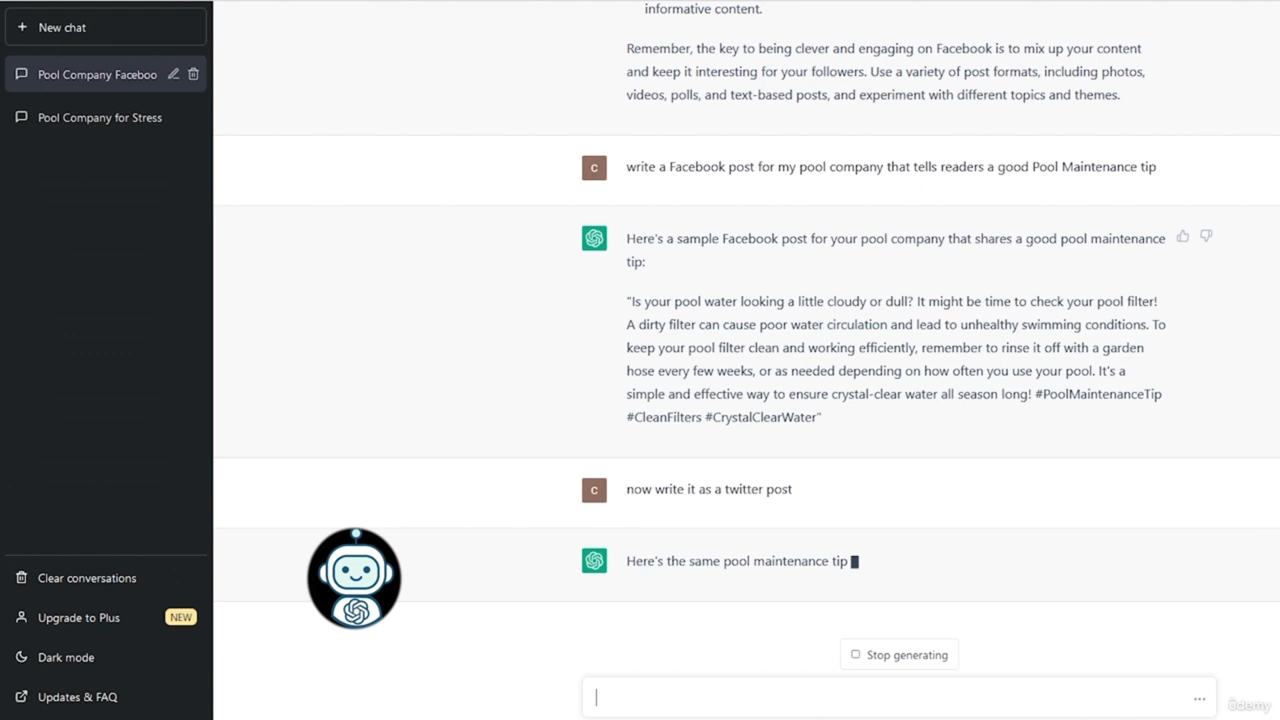 New chat
Pool Company Faceboo
Pool Company for Stress
Clear conversations
Upgrade to Plus
NEW
Dark mode
Updates & FAQ
informative content.
Remember, the key to being clever and engaging on Facebook is to mix up your content
and keep it interesting for your followers. Use a variety of post formats, including photos,
videos, polls, and text-based posts, and experiment with different topics and themes.
C
write a Facebook post for my pool company that tells readers a good Pool Maintenance tip
Here's a sample Facebook post for your pool company that shares a good pool maintenance
tip:
"Is your pool water looking a little cloudy or dull? It might be time to check your pool filter!
A dirty filter can cause poor water circulation and lead to unhealthy swimming conditions. To
keep your pool filter clean and working efficiently, remember to rinse it off with a garden
hose every few weeks, or as needed depending on how often you use your pool. It's a
simple and effective way to ensure crystal-clear water all season long! #PoolMaintenanceTip
#CleanFilters #CrystalClearWater"
C
now write it as a twitter post
Here's the same pool maintenance tip
Stop generating
...
ûdemy